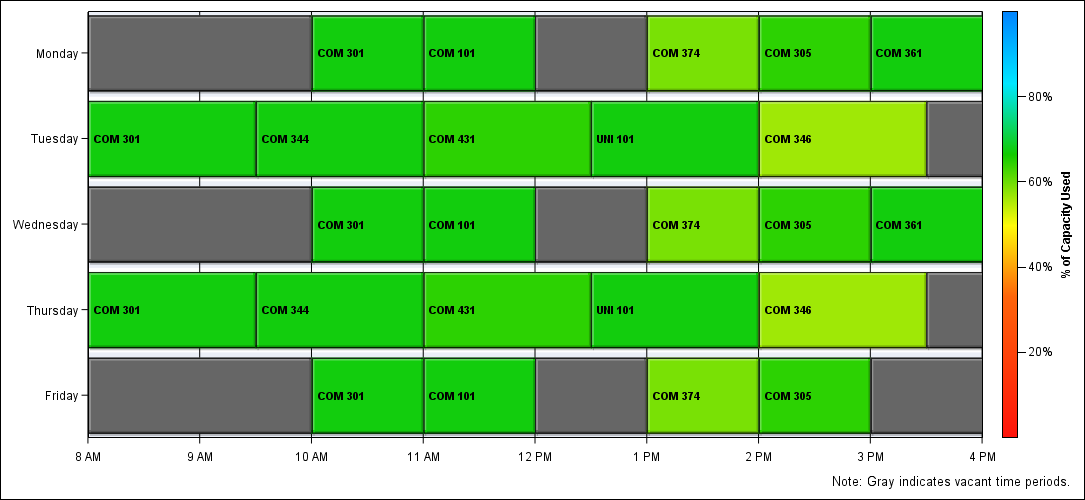 Monday
COM 301
COM 101
COM 374
COM 305
COM 361
Tuesday
COM 301
COM 344
COM 431
UNI 101
COM 346
Wednesday
COM 301
COM 101
COM 374
COM 305
COM 361
Thursday
COM 301
COM 344
COM 431
UNI 101
COM 346
Friday
COM 301
COM 101
COM 374
COM 305
8 AM
9 AM
10 AM
11 AM
12 PM
1 PM
2 PM
3 PM
4 PM
80%
60%
40%
20%
% of Capacity Used
Note: Gray indicates vacant time periods.